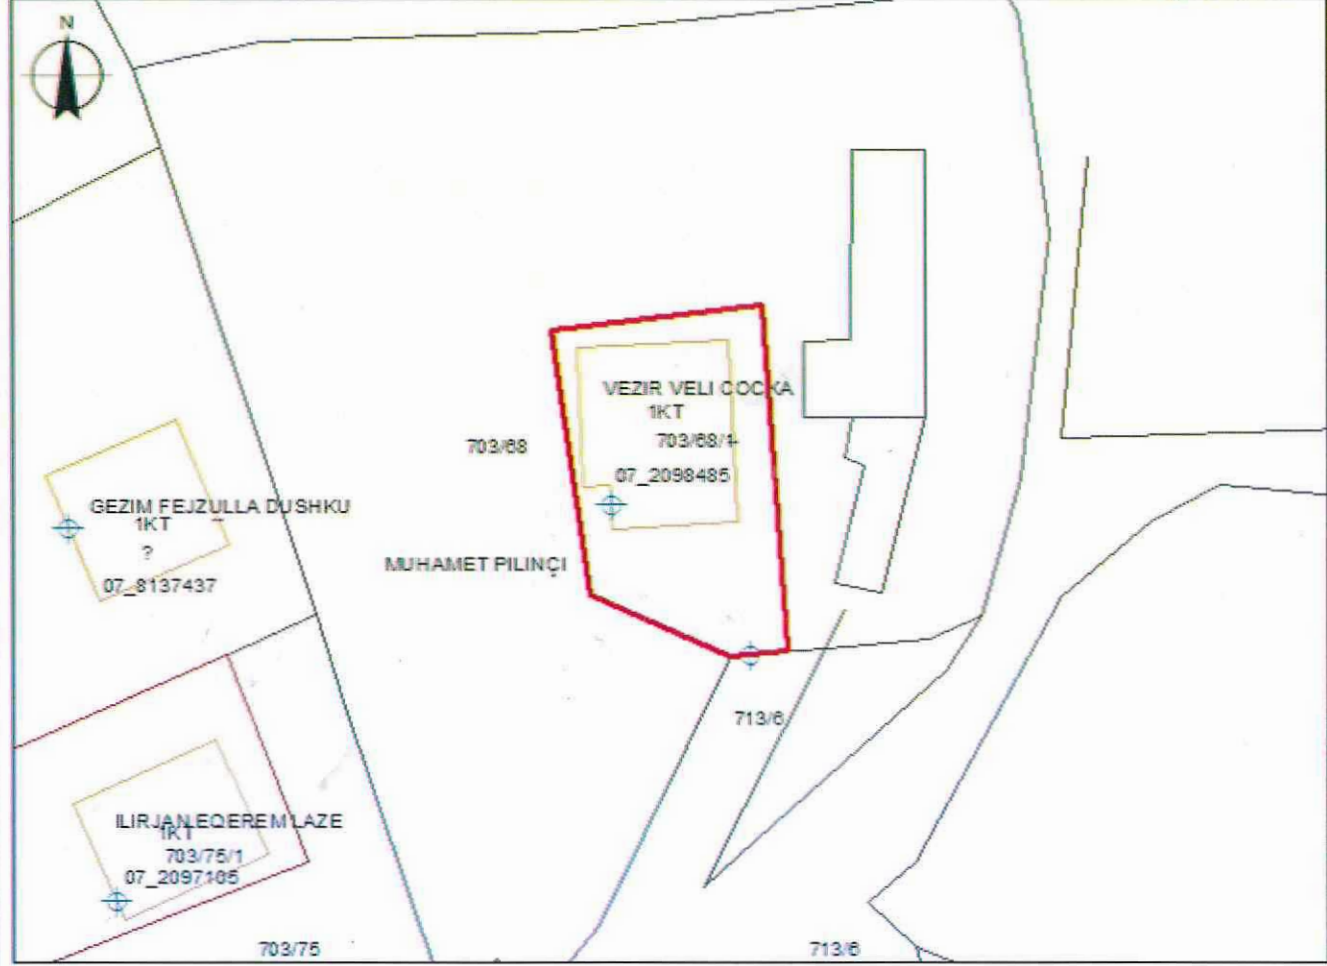 N
VEZIR VELI COCKA
1KT
703/68/1
07_2098485
703/68
MUHAMET PILINÇI
GEZIM FEJZULLA DUSHKU
1KT
?
07_8137437
713/6
ILIRJAN EQEREM LAZE
1KT
703/75/1
07_2097185
703/75
713/6